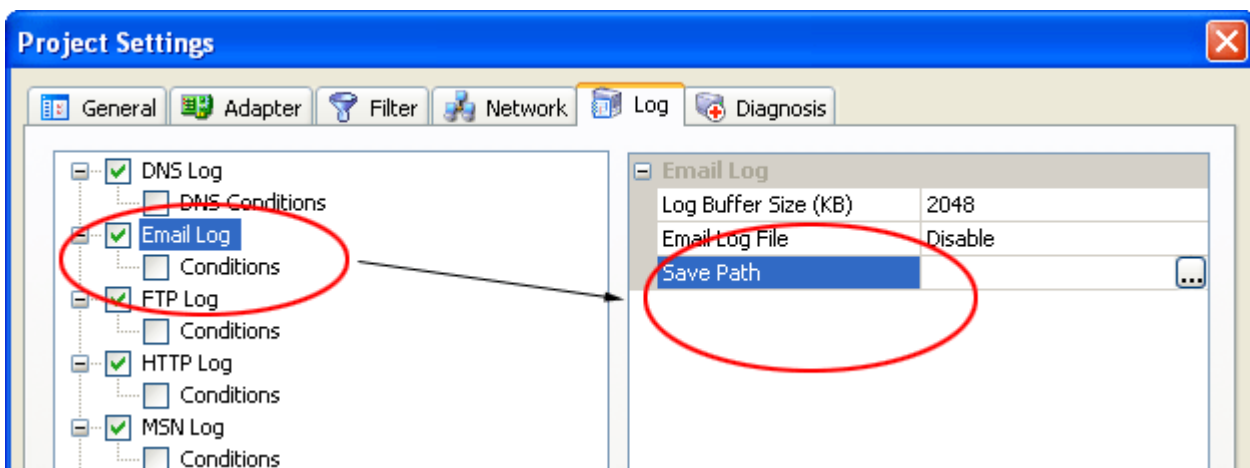 Project Settings
General Adapter Filter Network Log Diagnosis
DNS Log
DNS Conditions
Email Log
Conditions
FTP Log
Conditions
HTTP Log
Conditions
MSN Log
Conditions
Email Log
Log Buffer Size (KB) 2048
Email Log File Disable
Save Path ...